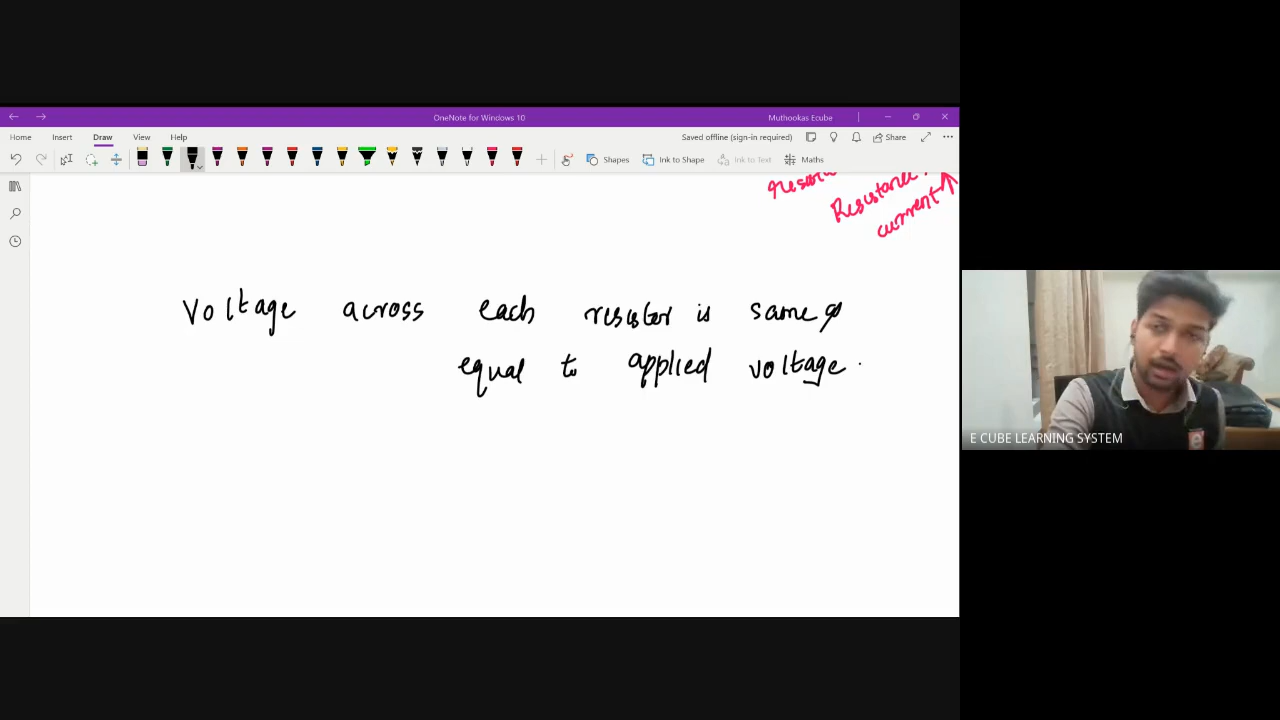 OneNote for Windows 10
Muthookas Ecube
Home Insert Draw View Help
Saved offline (sign-in required)
Share
Shapes
Ink to Shape
Ink to Text
Maths
Resistance
current
Voltage across each resistor is same &
equal to applied voltage.
E CUBE LEARNING SYSTEM